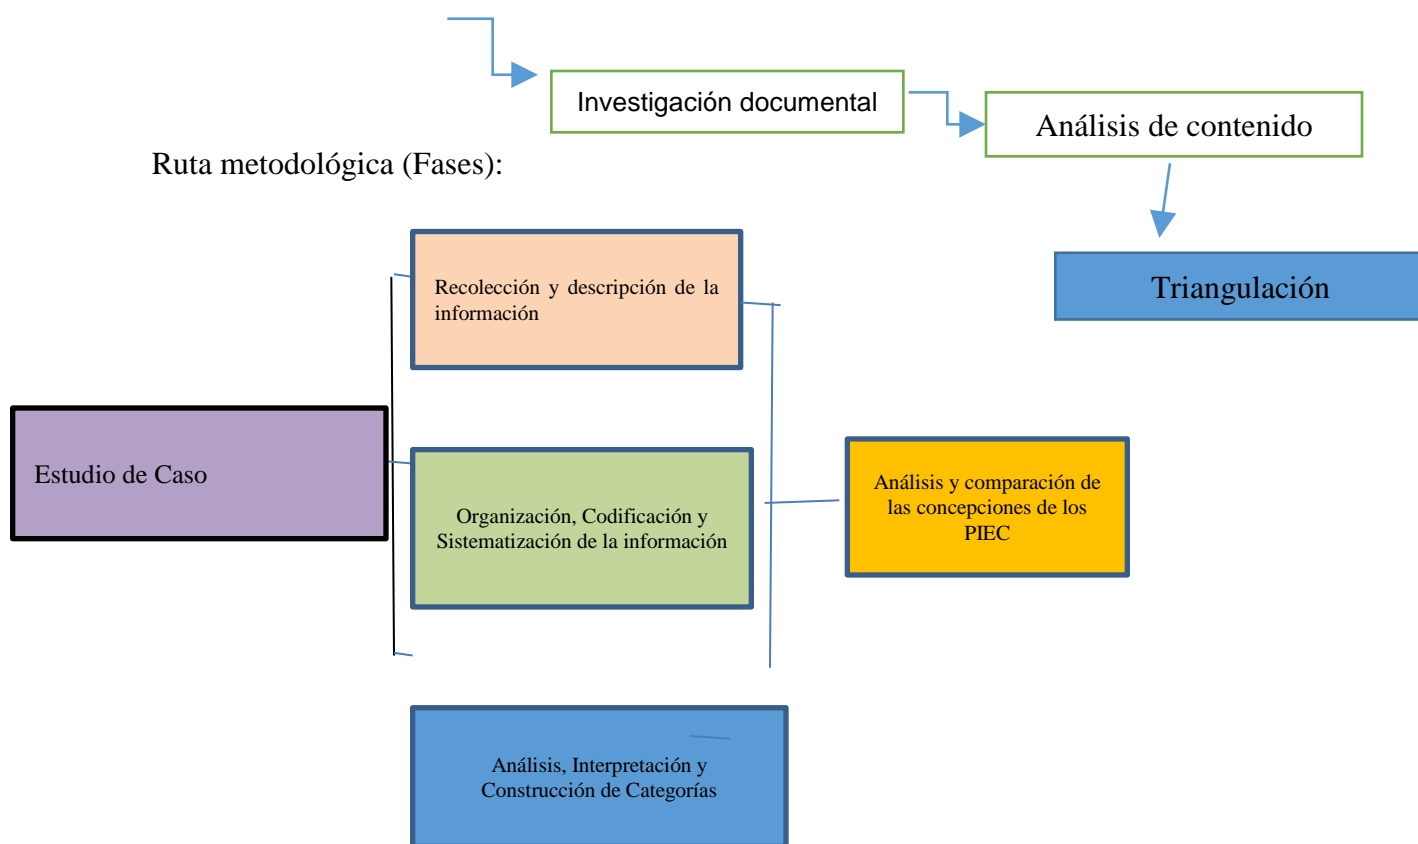 Investigación documental
Análisis de contenido
Ruta metodológica (Fases):
Triangulación
Recolección y descripción de la
información
Estudio de Caso
Organización, Codificación y
Sistematización de la información
Análisis y comparación de
las concepciones de los
PIEC
Análisis, Interpretación y
Construcción de Categorías